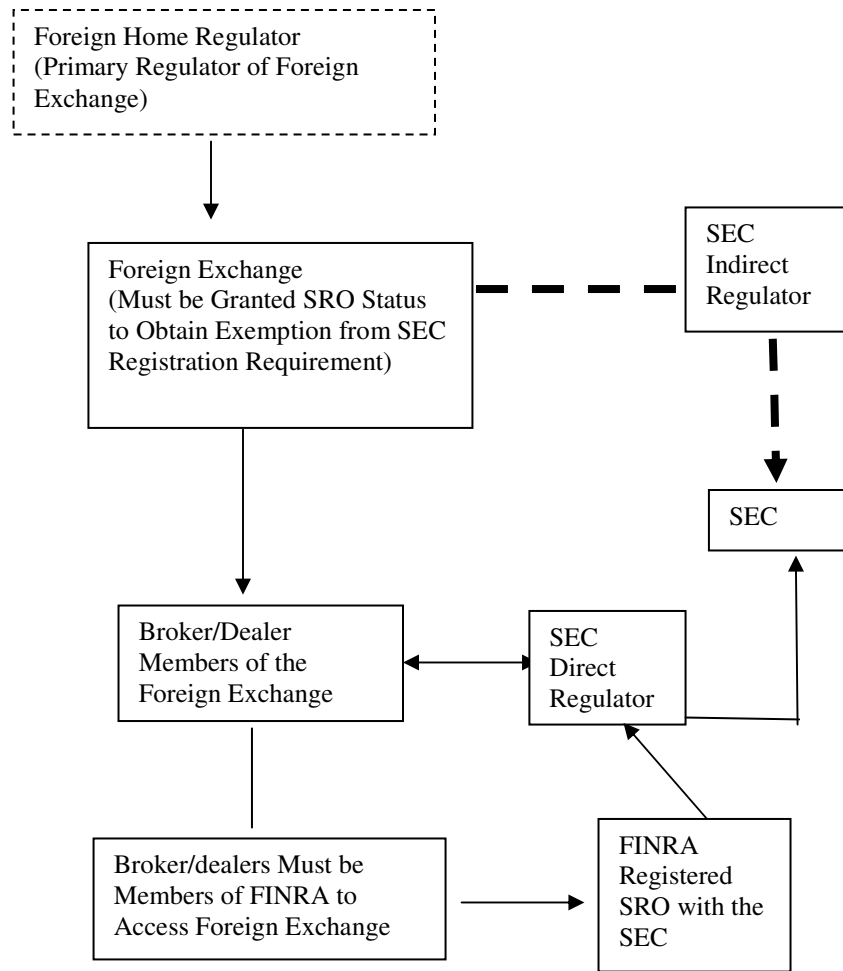 Foreign Home Regulator
(Primary Regulator of Foreign
Exchange)
SEC
Indirect
Regulator
Foreign Exchange
(Must be Granted SRO Status
to Obtain Exemption from SEC
Registration Requirement)
SEC
Broker/Dealer
Members of the
Foreign Exchange
SEC
Direct
Regulator
Broker/dealers Must be
Members of FINRA to
Access Foreign Exchange
FINRA
Registered
SRO with the
SEC